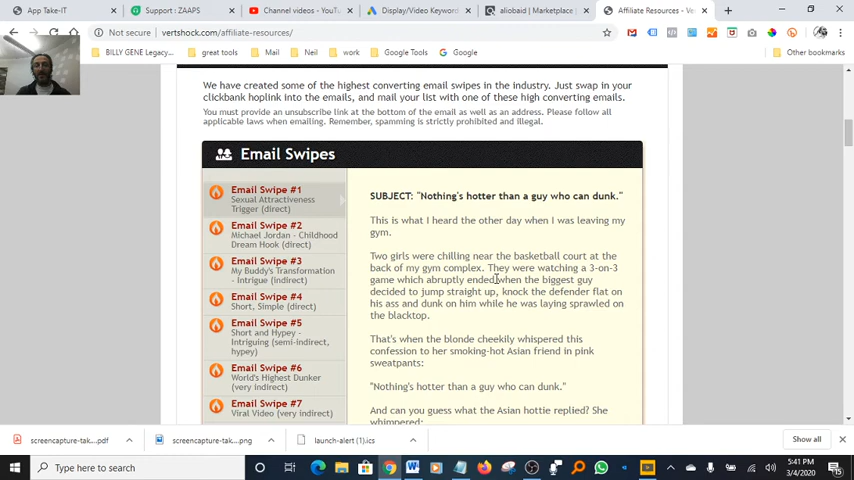 App Take-IT
Support : ZAAPS
Channel videos - YouTu
Display/Video Keyword
aliobaid | Marketplace
Affiliate Resources - Ver
Not secure
vertshock.com/affiliate-resources/
BILLY GENE Legacy...
great tools
Mail
Neil
work
Google Tools
Google
Other bookmarks
We have created some of the highest converting email swipes in the industry. Just swap in your
clickbank hoplink into the emails, and mail your list with one of these high converting emails.
You must provide an unsubscribe link at the bottom of the email as well as an address. Please follow all
applicable laws when emailing. Remember, spamming is strictly prohibited and illegal.
Email Swipes
Email Swipe #1
Sexual Attractiveness
Trigger (direct)
Email Swipe #2
Michael Jordan - Childhood
Dream Hook (direct)
Email Swipe #3
My Buddy's Transformation
- Intrigue (indirect)
Email Swipe #4
Short, Simple (direct)
Email Swipe #5
Short and Hypey -
Intriguing (semi-indirect,
hypey)
Email Swipe #6
World's Highest Dunker
(very indirect)
Email Swipe #7
Viral Video (very indirect)
SUBJECT: "Nothing's hotter than a guy who can dunk."
This is what I heard the other day when I was leaving my
gym.
Two girls were chilling near the basketball court at the
back of my gym complex. They were watching a 3-on-3
game which abruptly ended when the biggest guy
decided to jump straight up, knock the defender flat on
his ass and dunk on him while he was laying sprawled on
the blacktop.
That's when the blonde cheekily whispered this
confession to her smoking-hot Asian friend in pink
sweatpants:
"Nothing's hotter than a guy who can dunk."
And can you guess what the Asian hottie replied? She
whimpered:
screencapture-tak....pdf
screencapture-tak....png
launch-alert (1).ics
Show all
Type here to search
5:41 PM
3/4/2020
15